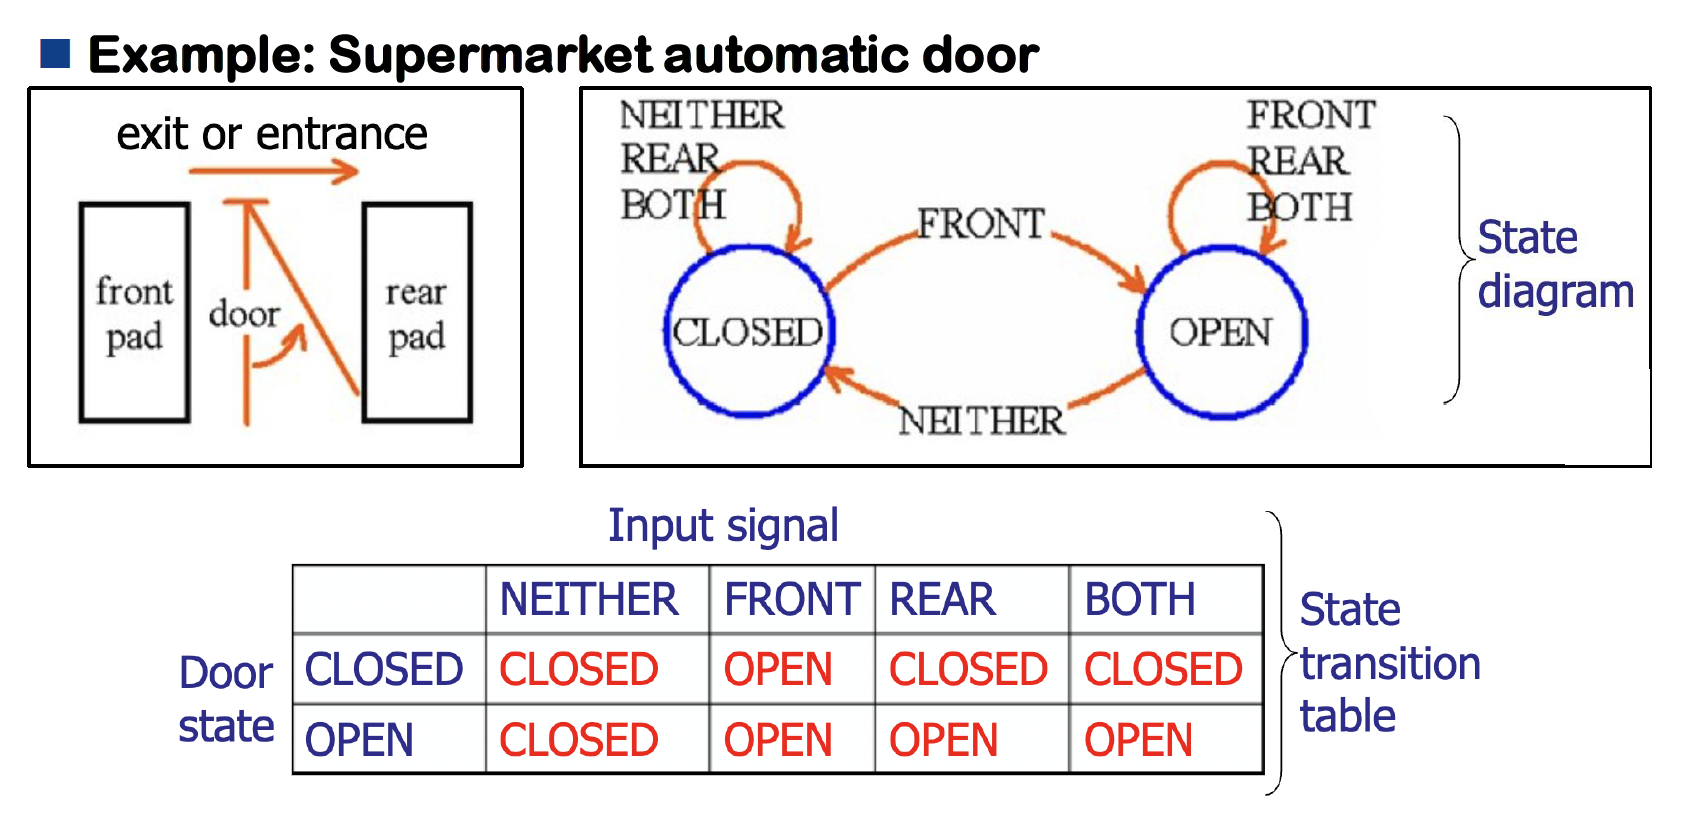 Example: Supermarket automatic door
exit or entrance
front
pad
door
rear
pad
NEITHER
REAR
BOTH
FRONT
FRONT
REAR
BOTH
CLOSED
OPEN
NEITHER
State
diagram
Input signal
NEITHER FRONT REAR BOTH
CLOSED CLOSED OPEN CLOSED CLOSED
OPEN CLOSED OPEN OPEN OPEN
Door
state
State
transition
table